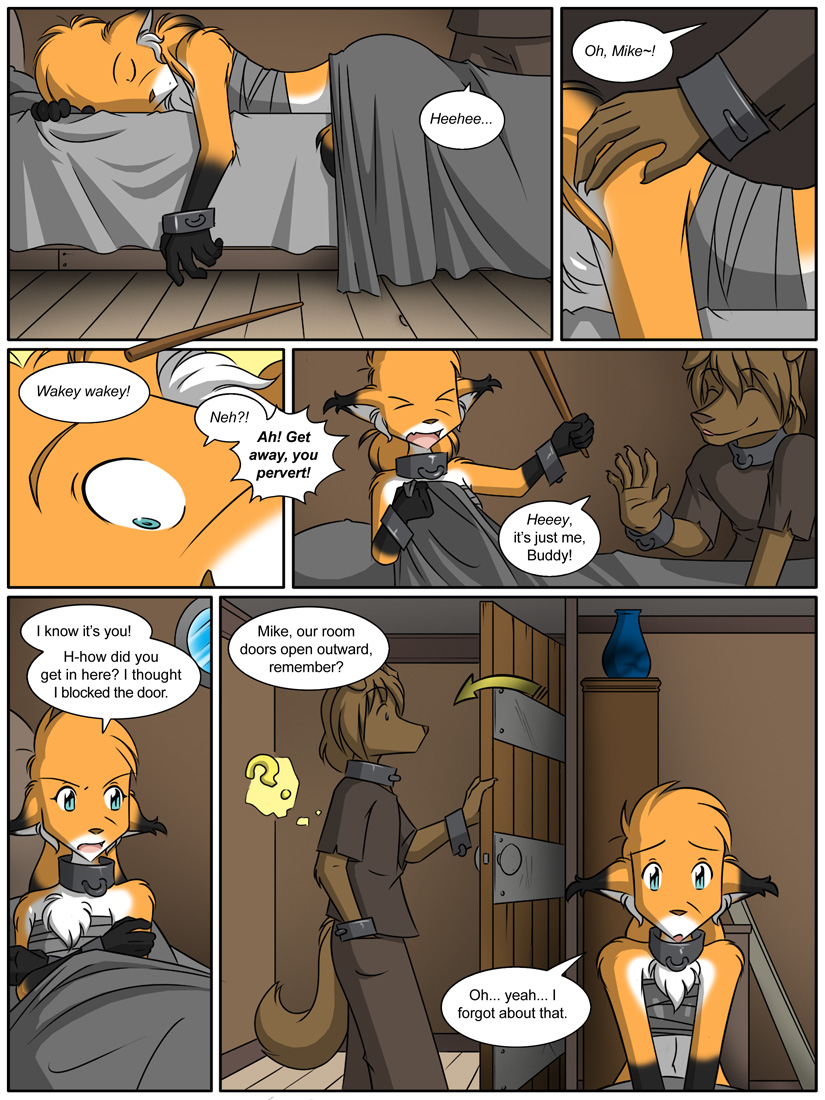 Heehee...
Oh, Mike~!
Wakey wakey!
Neh?!
Ah! Get
away, you
pervert!
Heeey,
it's just me,
Buddy!
I know it's you!
H-how did you
get in here? I thought
I blocked the door.
Mike, our room
doors open outward,
remember?
?
Oh... yeah... I
forgot about that.